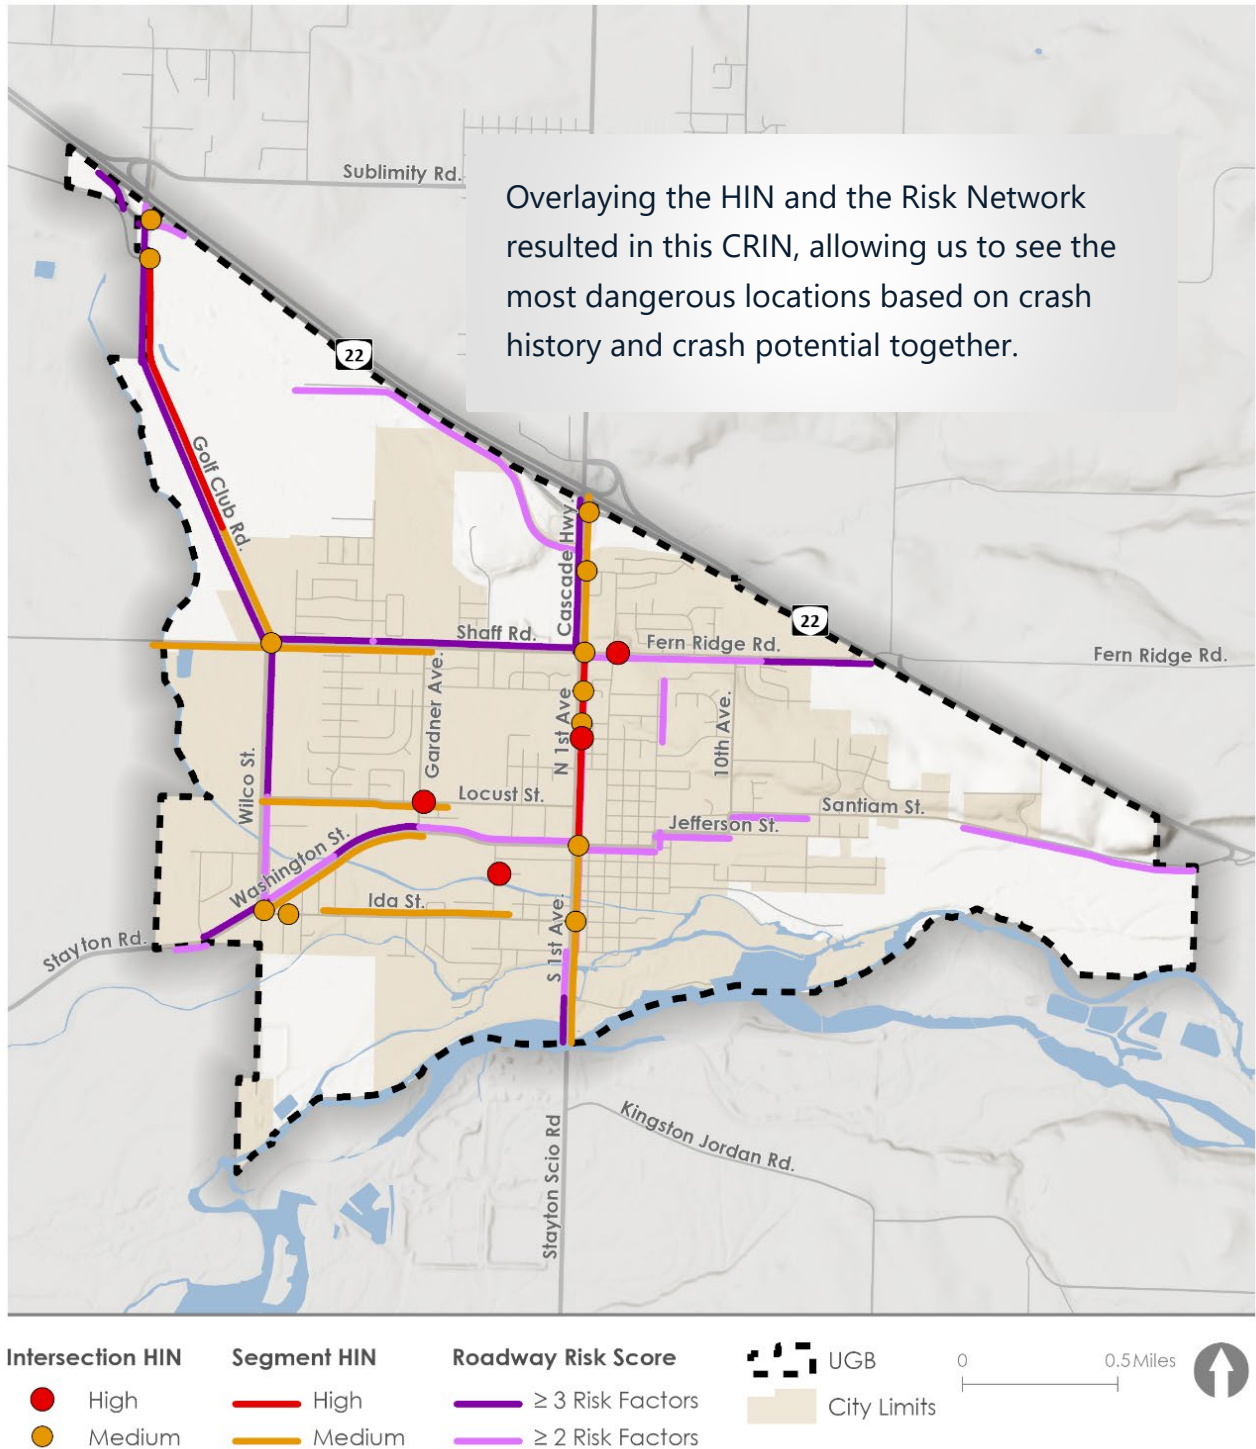 Sublimity Rd.
Overlaying the HIN and the Risk Network
resulted in this CRIN, allowing us to see the
most dangerous locations based on crash
history and crash potential together.
22
Golf Club Rd.
Cascade Hwy.
22
Shaff Rd.
Fern Ridge Rd.
Fern Ridge Rd.
Gardner Ave.
N 1st Ave
10th Ave.
Wilco St.
Locust St.
Santiam St.
Jefferson St.
Washington St.
Ida St.
S 1st Ave.
Stayton Rd.
Kingston Jordan Rd.
Stayton Scio Rd
Intersection HIN
High
Medium
Segment HIN
High
Medium
Roadway Risk Score
≥ 3 Risk Factors
≥ 2 Risk Factors
UGB
City Limits
0 0.5 Miles